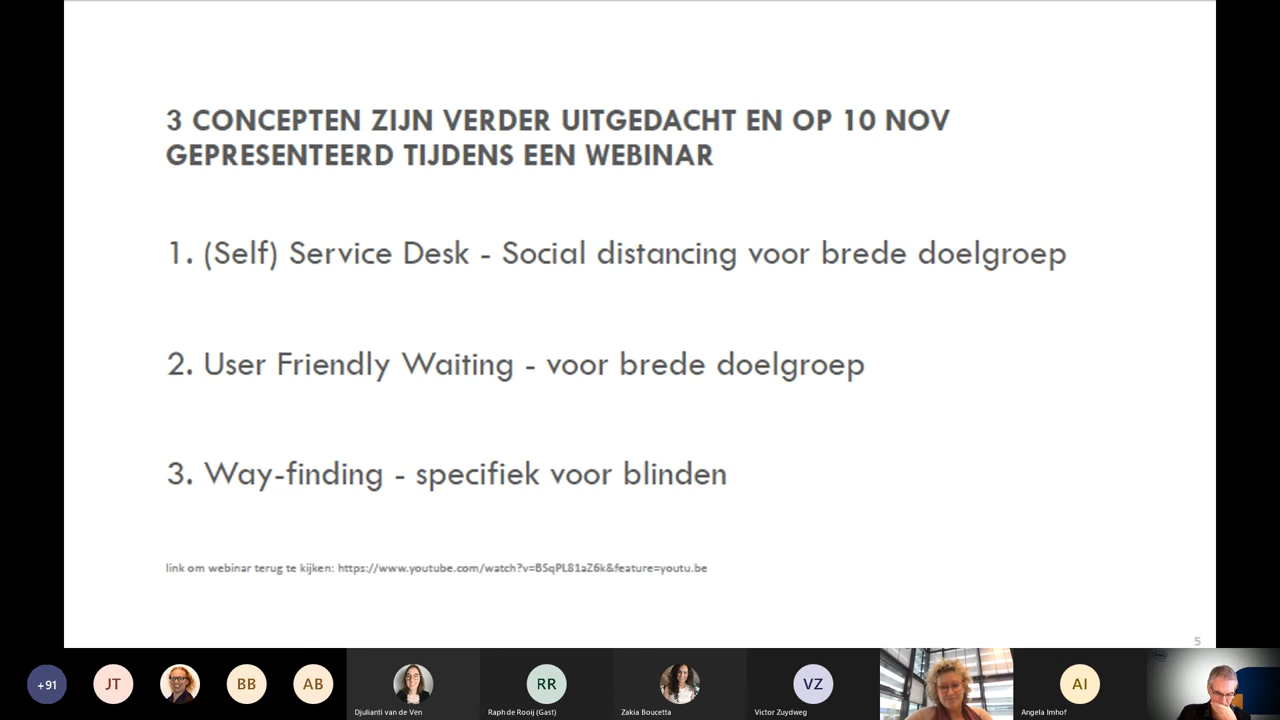 3 CONCEPTEN ZIJN VERDER UITGEDACHT EN OP 10 NOV
GEPRESENTEERD TIJDENS EEN WEBINAR
1. (Self) Service Desk - Social distancing voor brede doelgroep
2. User Friendly Waiting - voor brede doelgroep
3. Way-finding - specifiek voor blinden
link om webinar terug te kijken: https://www.youtube.com/watch?v=BSqPL81aZ6k&feature=youtu.be
5
+91
JT
BB
AB
Djulianti van de Ven
RR
Raph de Rooij (Gast)
Zakia Boucetta
VZ
Victor Zuydweg
AI
Angela Imhof